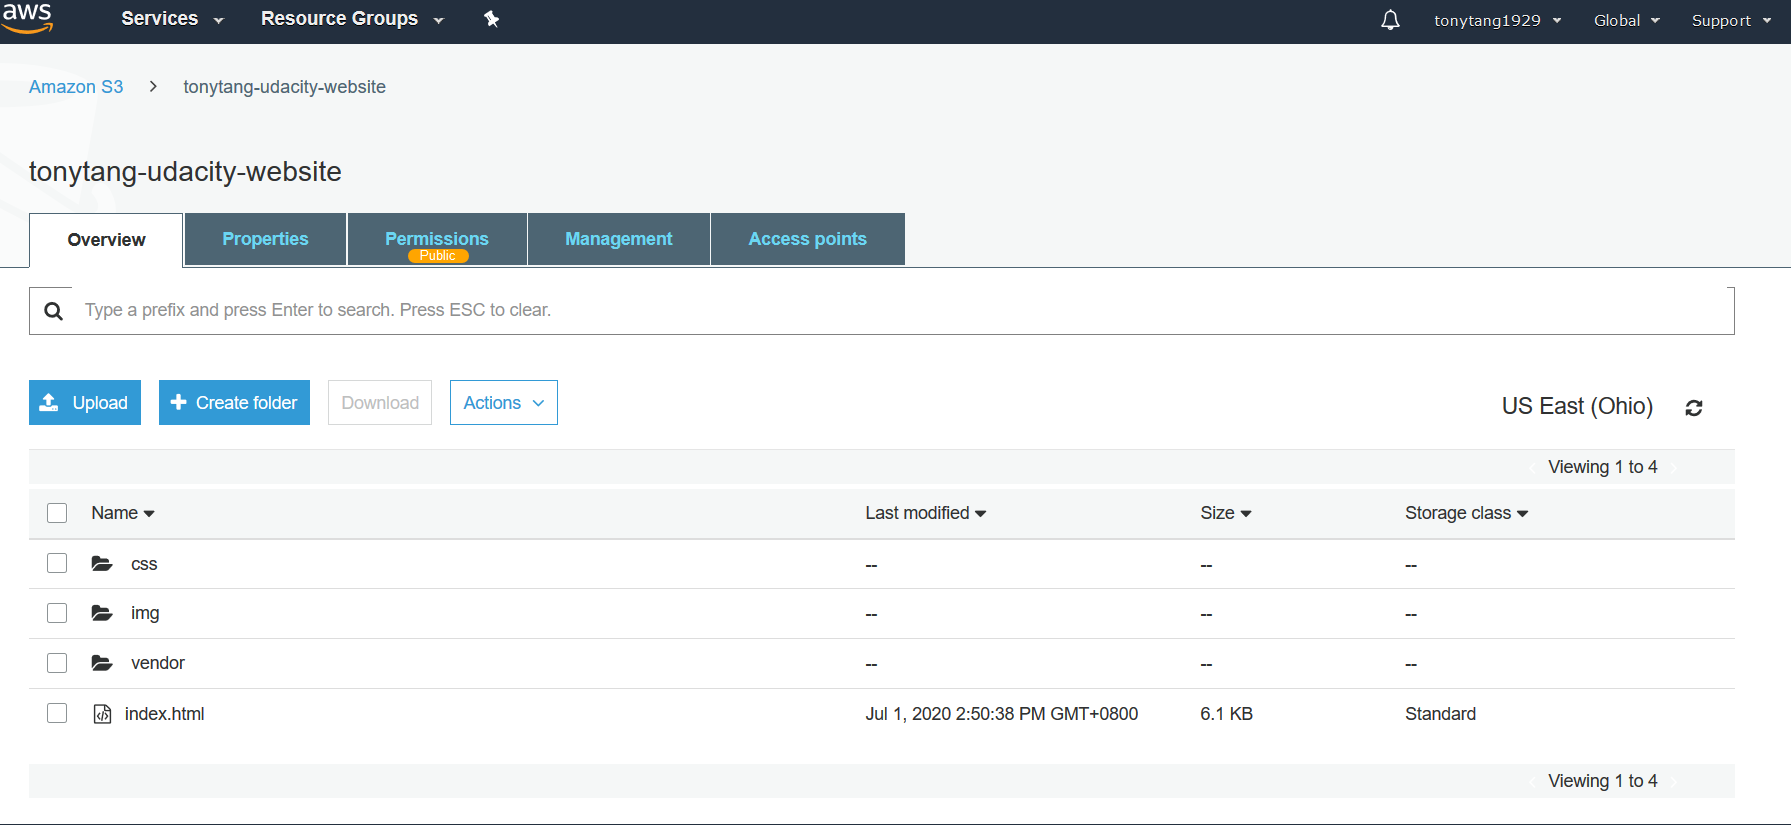 aws Services Resource Groups tonytang1929 Global Support
Amazon S3 > tonytang-udacity-website
tonytang-udacity-website
Overview Properties Permissions Management Access points
Public
Type a prefix and press Enter to search. Press ESC to clear.
Upload Create folder Download Actions US East (Ohio)
Viewing 1 to 4
Name Last modified Size Storage class
css -- -- --
img -- -- --
vendor -- -- --
index.html Jul 1, 2020 2:50:38 PM GMT+0800 6.1 KB Standard
Viewing 1 to 4